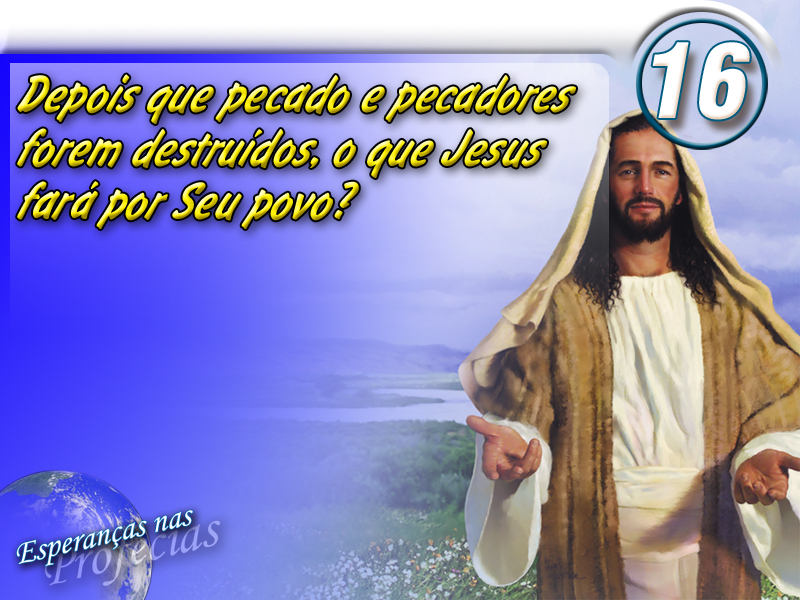 16
Depois que pecado e pecadores
forem destruídos, o que Jesus
fará por Seu povo?
Esperanças nas
Profecias